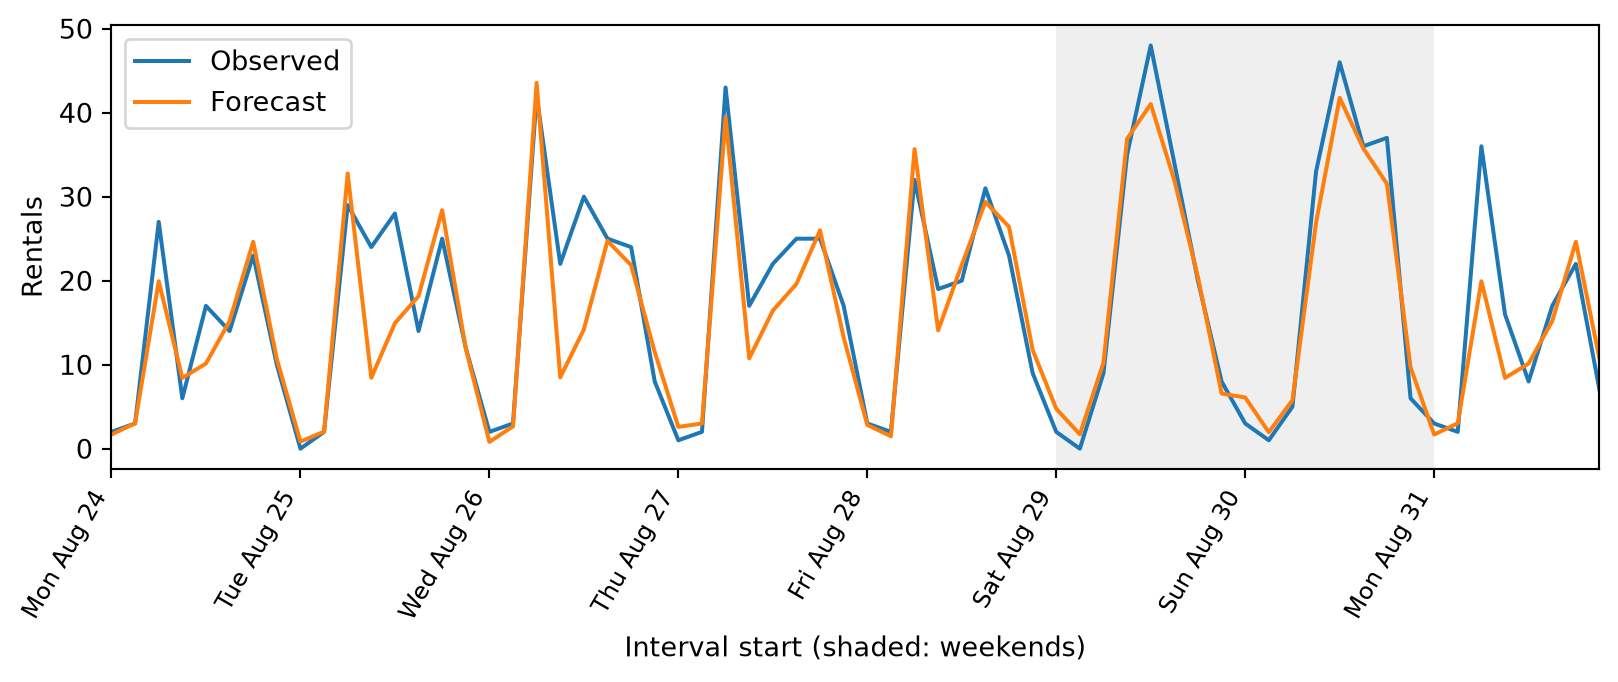 Observed
Forecast
Rentals
50
40
30
20
10
0
Mon Aug 24
Tue Aug 25
Wed Aug 26
Thu Aug 27
Fri Aug 28
Sat Aug 29
Sun Aug 30
Mon Aug 31
Interval start (shaded: weekends)